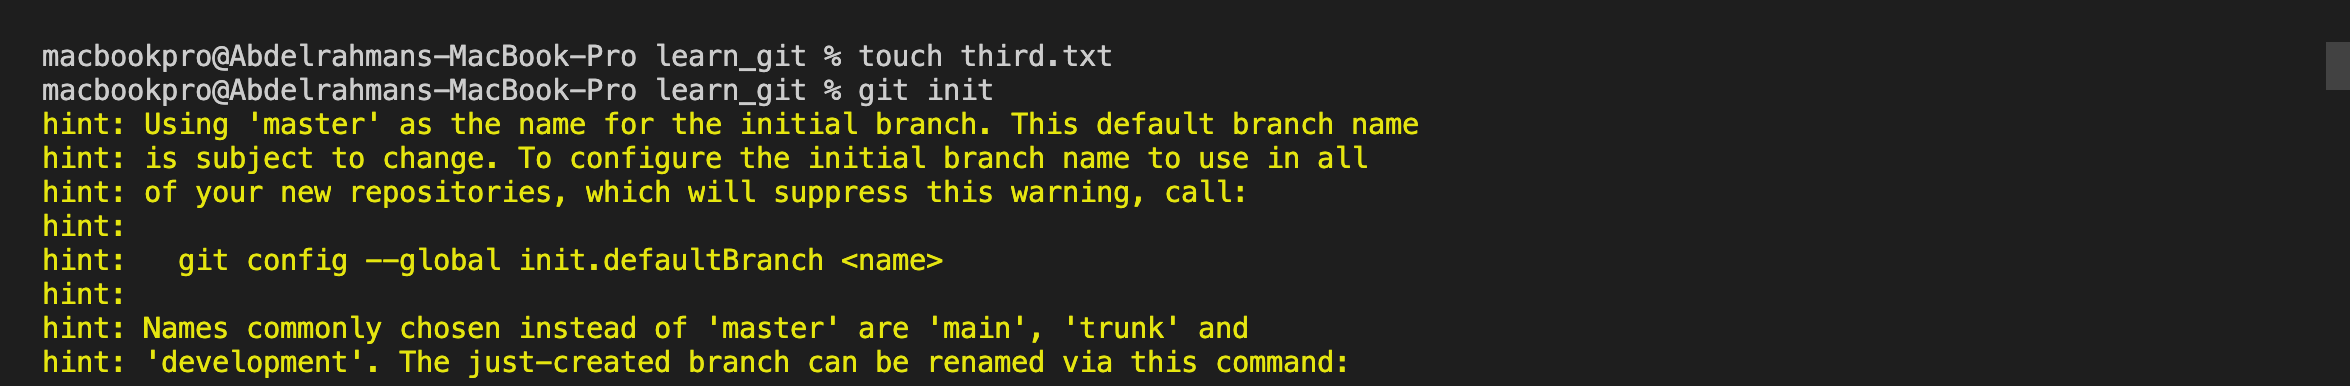 macbookpro@Abdelrahmans-MacBook-Pro learn_git % touch third.txt
macbookpro@Abdelrahmans-MacBook-Pro learn_git % git init
hint: Using 'master' as the name for the initial branch. This default branch name
hint: is subject to change. To configure the initial branch name to use in all
hint: of your new repositories, which will suppress this warning, call:
hint:
hint:   git config --global init.defaultBranch <name>
hint:
hint: Names commonly chosen instead of 'master' are 'main', 'trunk' and
hint: 'development'. The just-created branch can be renamed via this command: